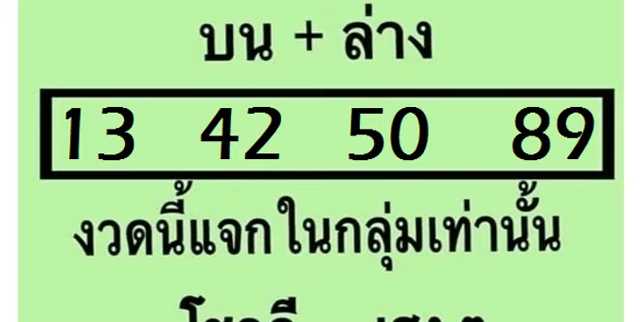 บน + ล่าง
13 42 50 89
งวดนี้แจกในกลุ่มเท่านั้น